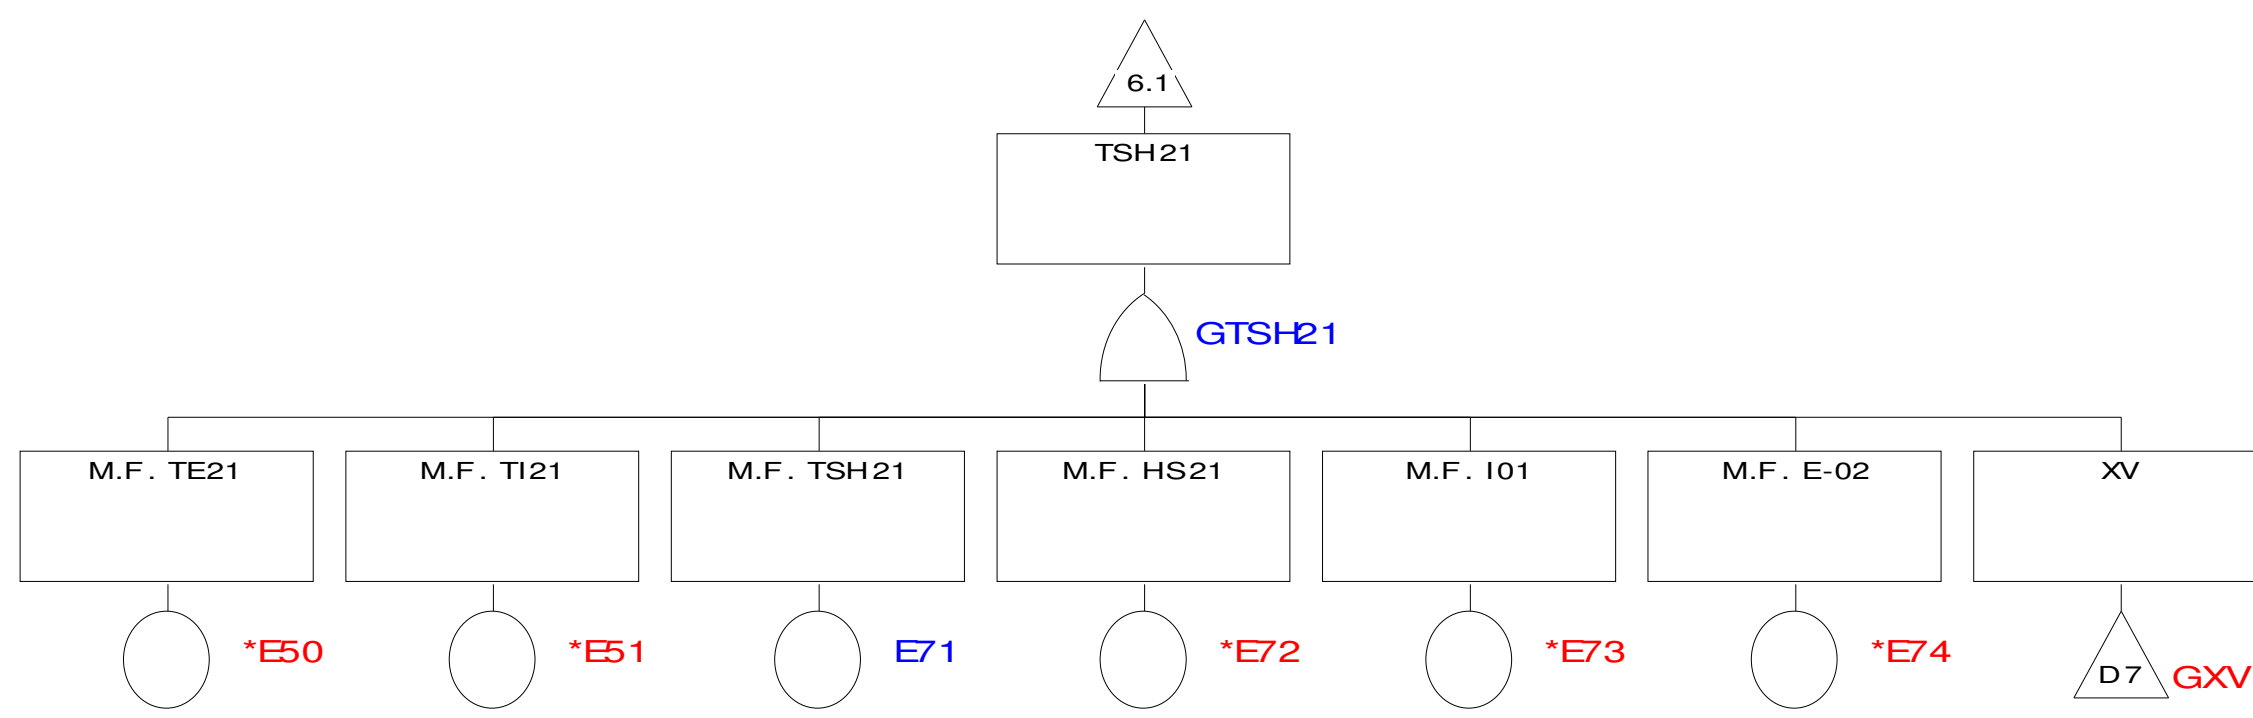 6.1
TSH21
GTSH21
M.F. TE21
M.F. TI21
M.F. TSH21
M.F. HS21
M.F. I01
M.F. E-02
XV
*E50
*E51
E71
*E72
*E73
*E74
D7
GXV